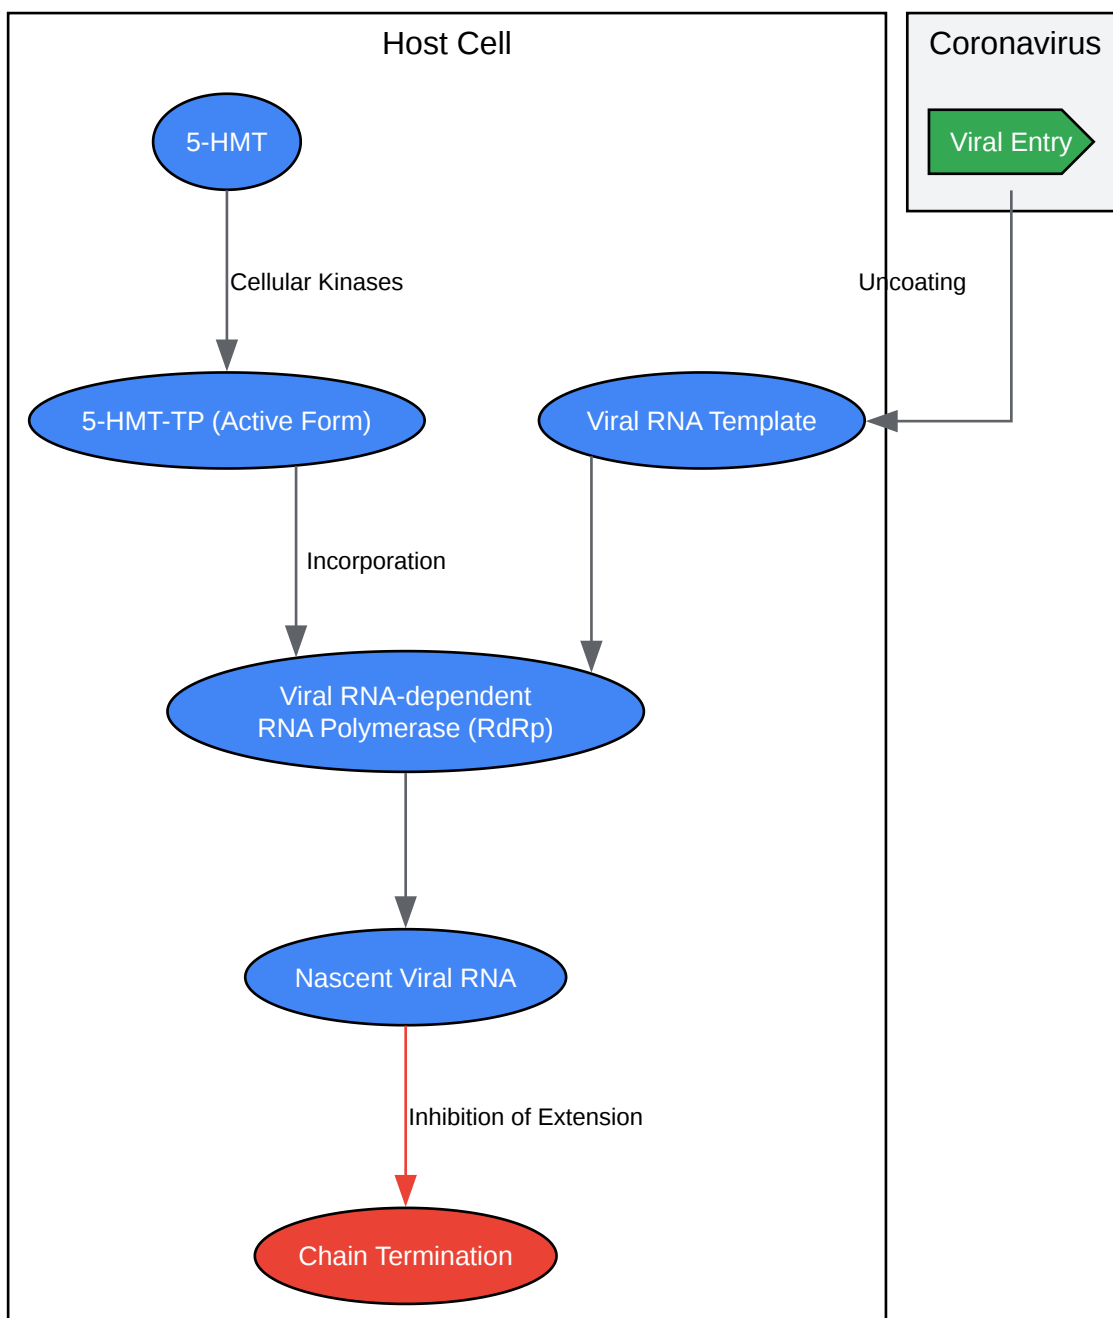 Host Cell
Coronavirus
5-HMT
Viral Entry
Cellular Kinases
Uncoating
5-HMT-TP (Active Form)
Viral RNA Template
Incorporation
Viral RNA-dependent
RNA Polymerase (RdRp)
Nascent Viral RNA
Inhibition of Extension
Chain Termination